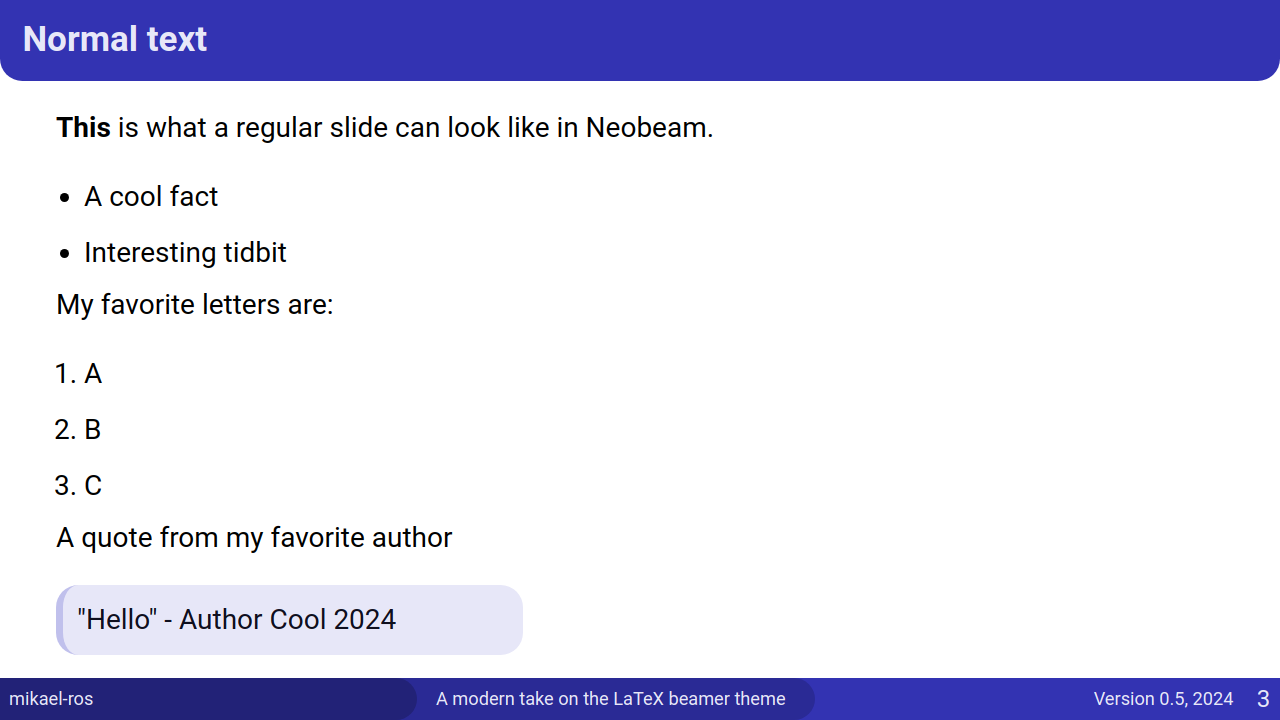 Normal text
This is what a regular slide can look like in Neobeam.
• A cool fact
• Interesting tidbit
My favorite letters are:
1. A
2. B
3. C
A quote from my favorite author
"Hello" - Author Cool 2024
mikael-ros
A modern take on the LaTeX beamer theme
Version 0.5, 2024
3